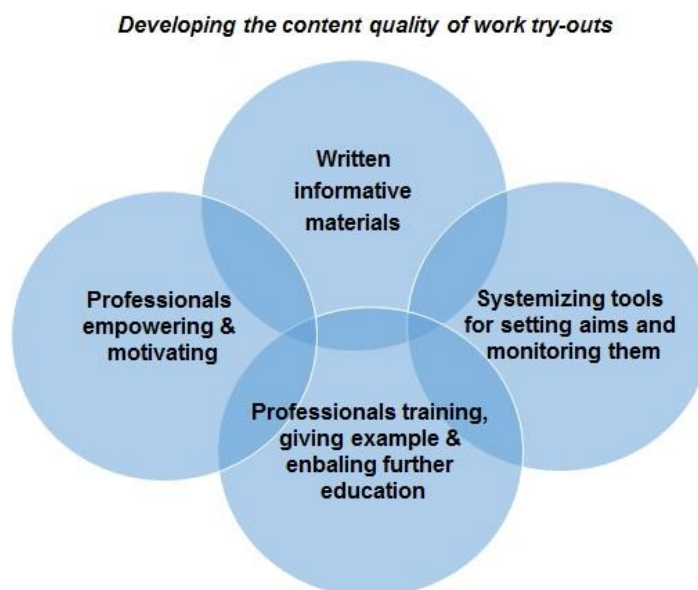 Developing the content quality of work try-outs
Written
informative
materials
Professionals
empowering &
motivating
Systemizing tools
for setting aims and
monitoring them
Professionals training,
giving example &
enbaling further
education